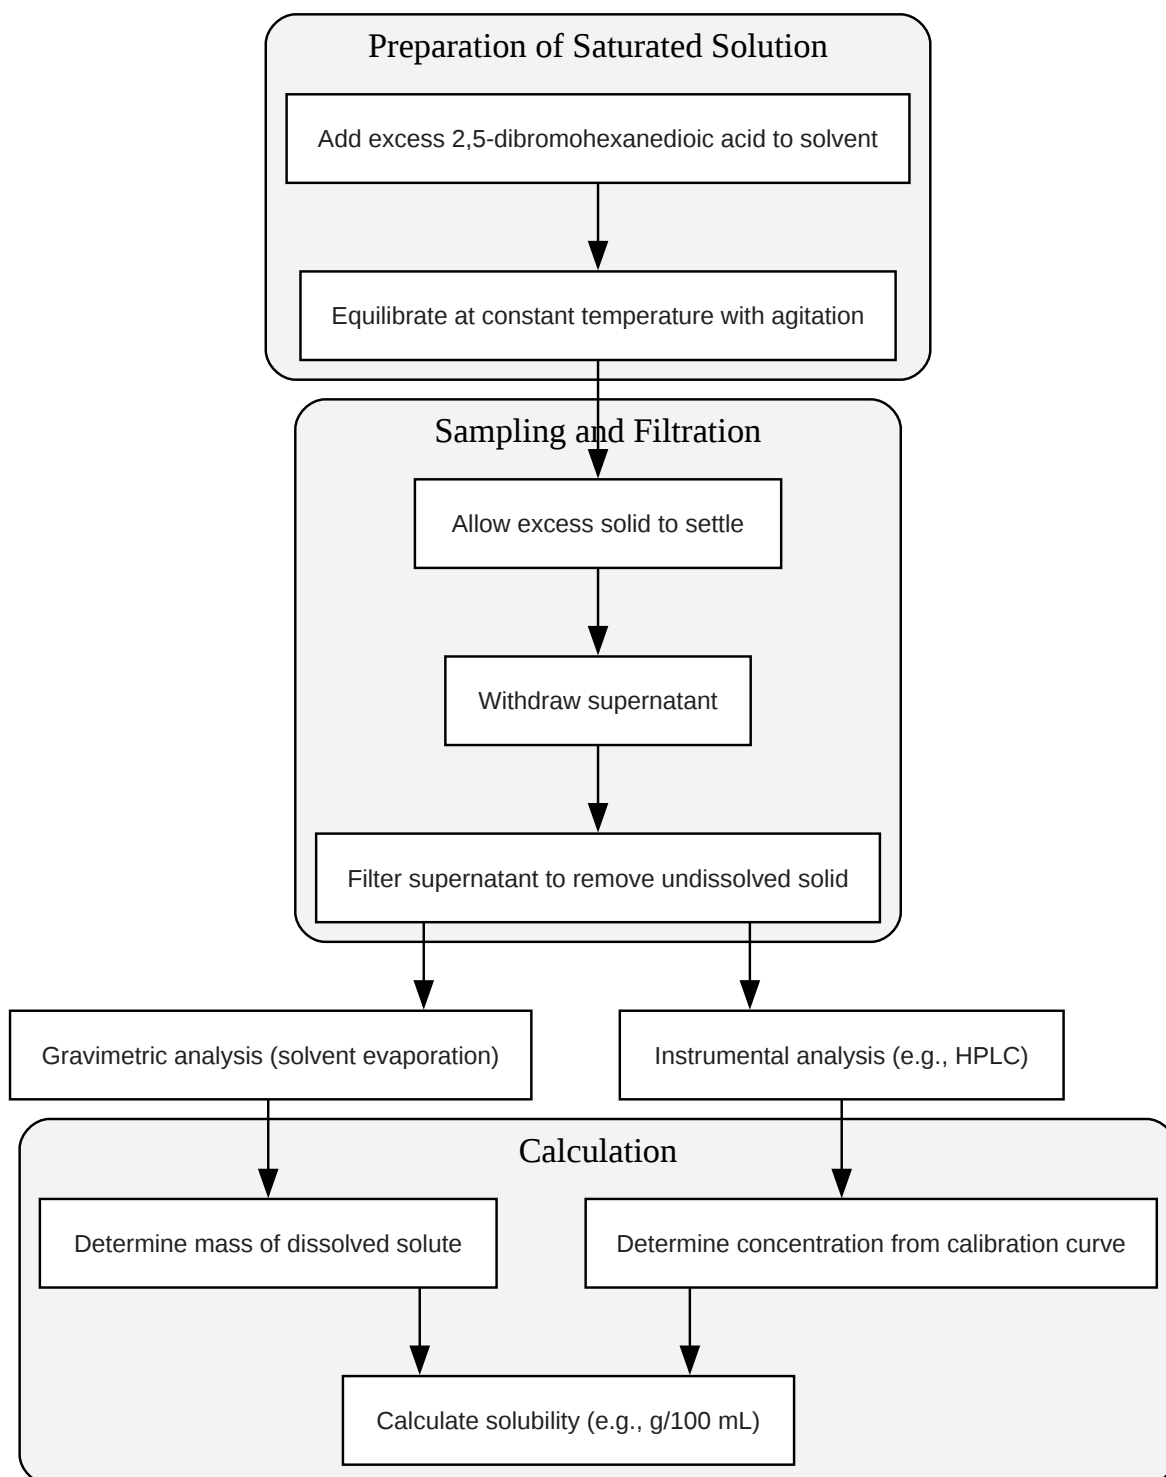 Preparation of Saturated Solution
Add excess 2,5-dibromohexanedioic acid to solvent
Equilibrate at constant temperature with agitation
Sampling and Filtration
Allow excess solid to settle
Withdraw supernatant
Filter supernatant to remove undissolved solid
Gravimetric analysis (solvent evaporation)
Instrumental analysis (e.g., HPLC)
Calculation
Determine mass of dissolved solute
Determine concentration from calibration curve
Calculate solubility (e.g., g/100 mL)